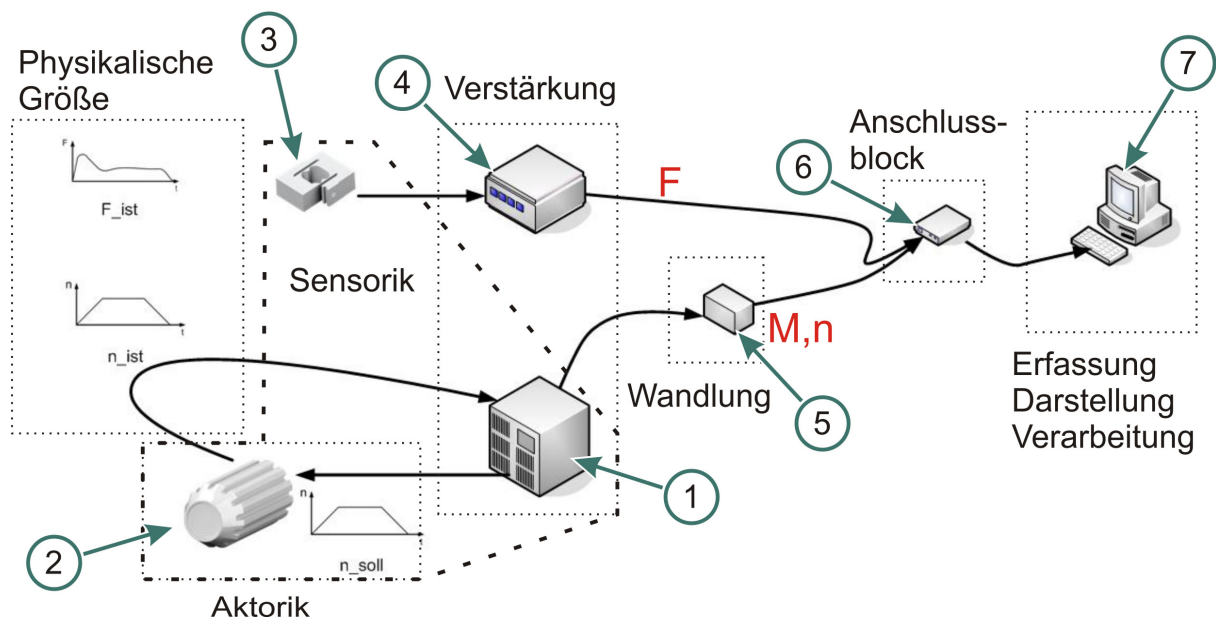 Physikalische
Größe
F
t
F_ist
n
t
n_ist
3
Sensorik
4
Verstärkung
F
Anschluss-
block
6
7
Erfassung
Darstellung
Verarbeitung
M,n
Wandlung
5
1
2
n
t
n_soll
Aktorik